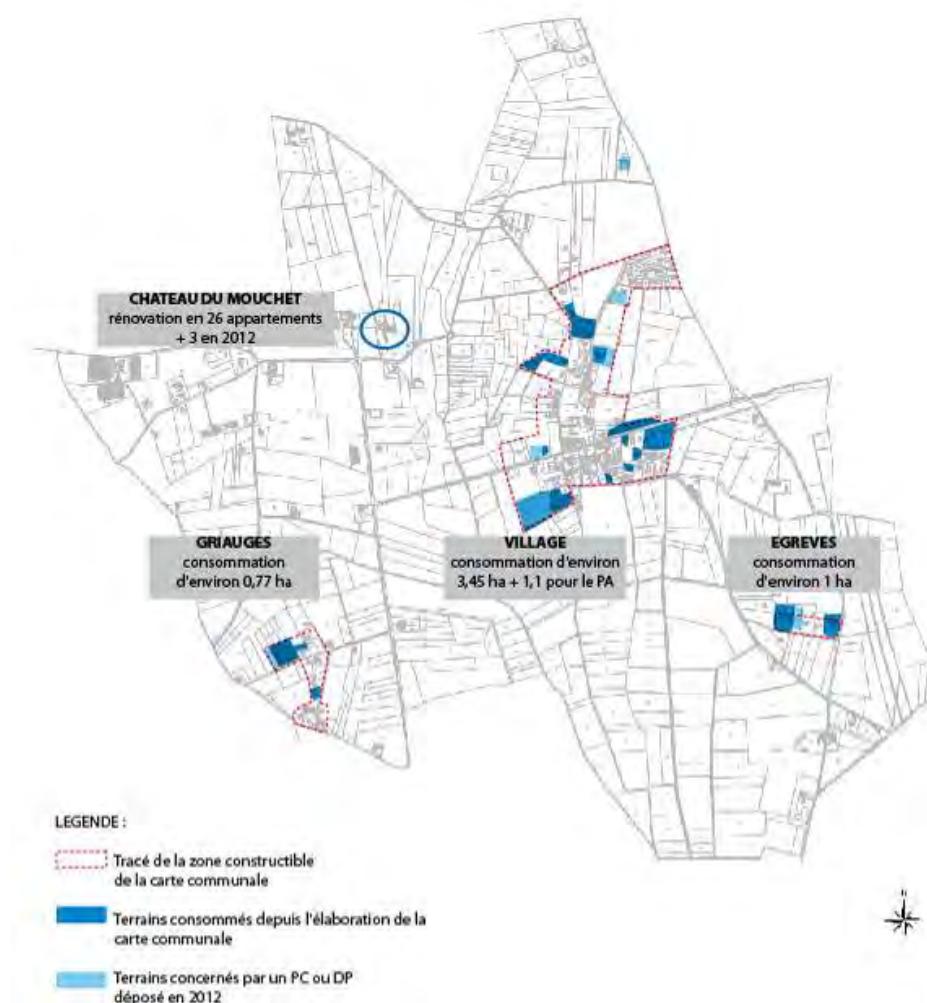 CHATEAU DU MOUCHET
rénovation en 26 appartements
+ 3 en 2012
GRIAUGES
consommation
d'environ 0,77 ha
VILLAGE
consommation d'environ
3,45 ha + 1,1 pour le PA
EGREVES
consommation
d'environ 1 ha
LEGENDE :
Tracé de la zone constructible
de la carte communale
Terrains consommés depuis l'élaboration de la
carte communale
Terrains concernés par un PC ou DP
déposé en 2012